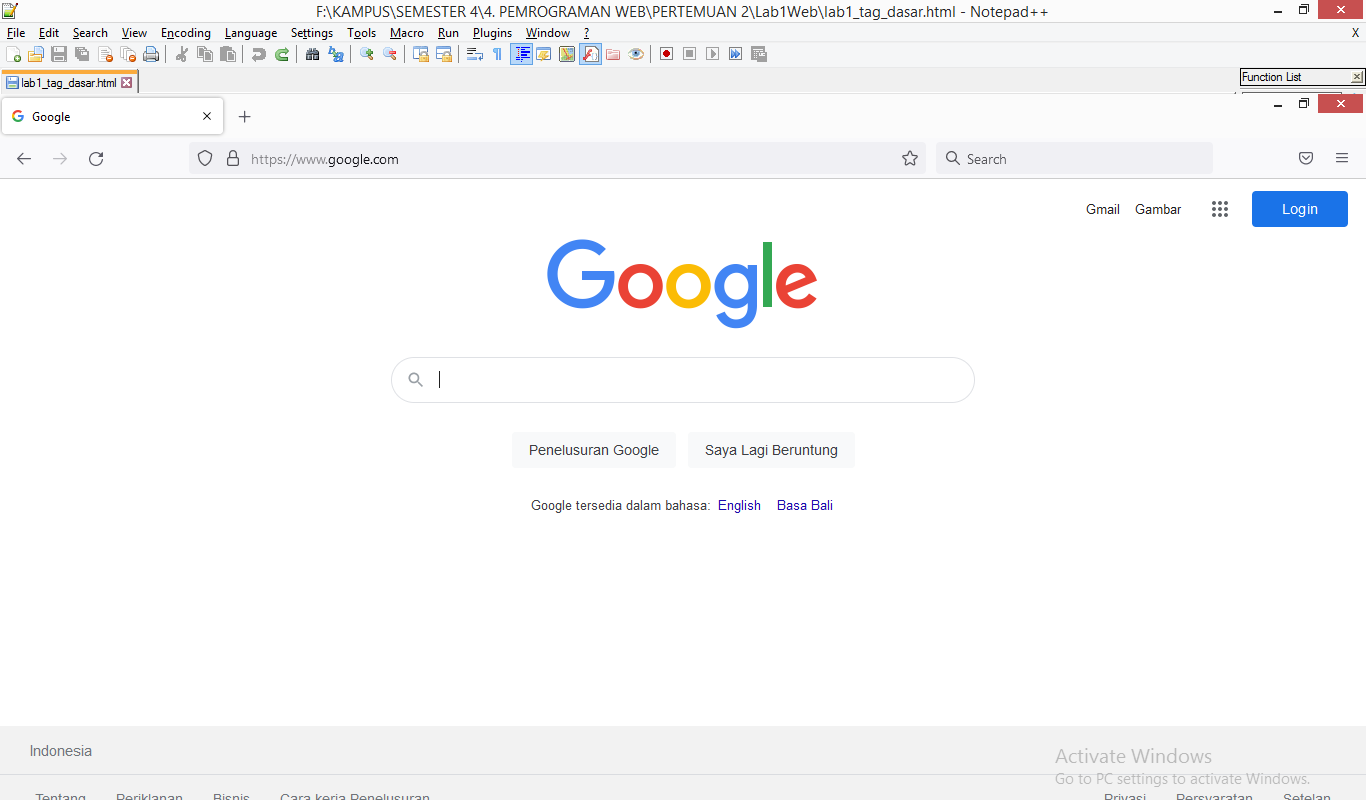 F:\KAMPUS\SEMESTER 4\4. PEMROGRAMAN WEB\PERTEMUAN 2\Lab1Web\lab1_tag_dasar.html - Notepad++
File Edit Search View Encoding Language Settings Tools Macro Run Plugins Window ? X
lab1_tag_dasar.html
Function List
Google
https://www.google.com
Search
Gmail Gambar Login
Google
Penelusuran Google Saya Lagi Beruntung
Google tersedia dalam bahasa: English Basa Bali
Indonesia
Activate Windows
Go to PC settings to activate Windows.
Tentang Periklanan Bisnis Cara kerja Penelusuran Privasi Persyaratan Setelan